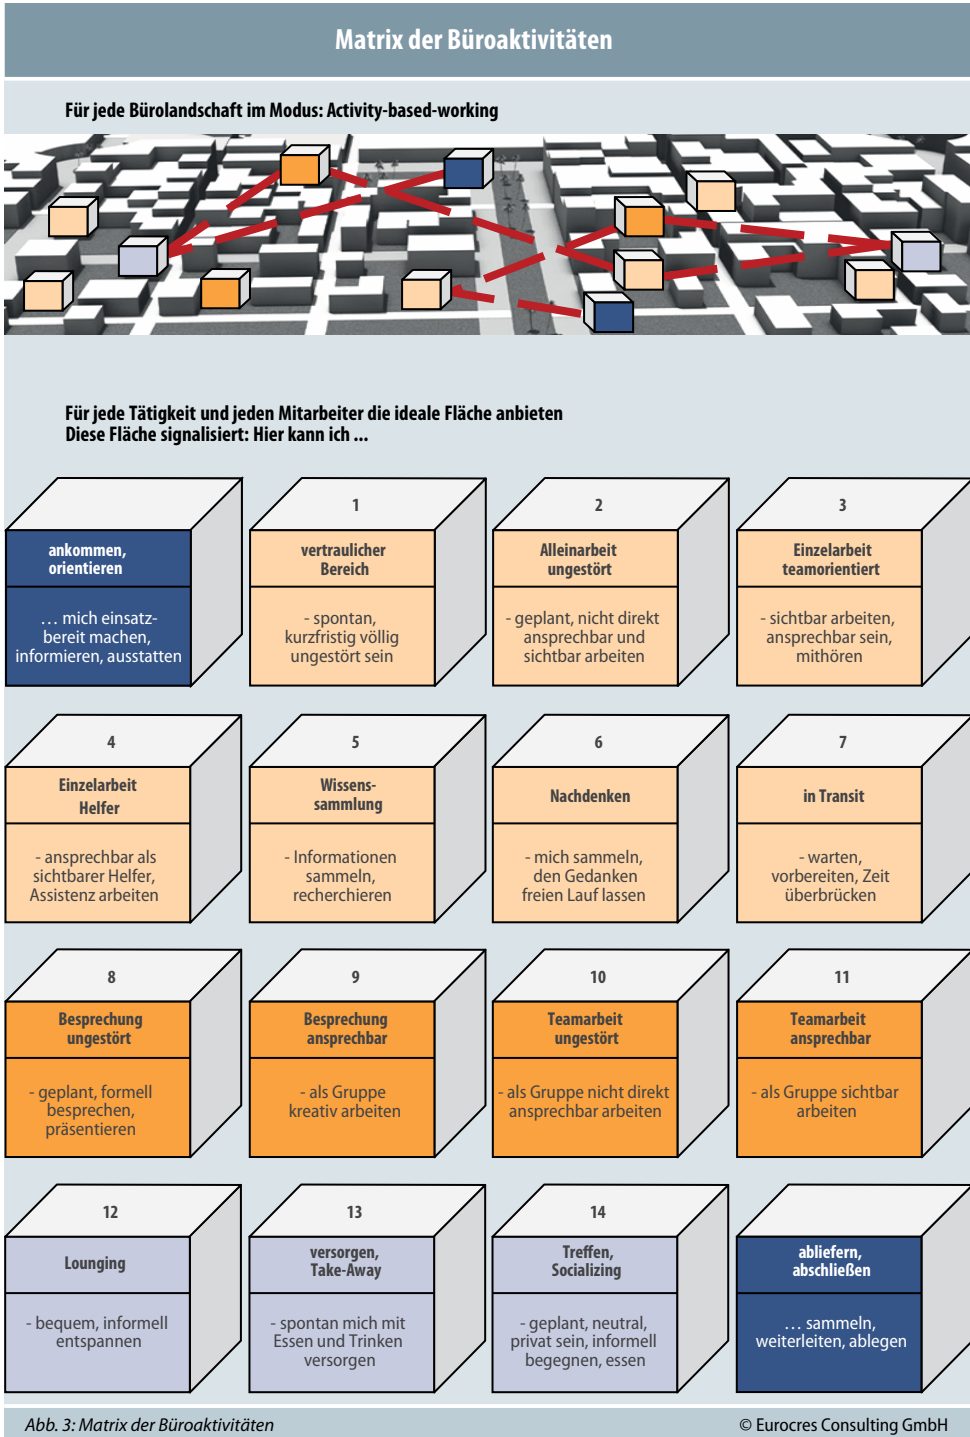 Matrix der Büroaktivitäten
Für jede Bürolandschaft im Modus: Activity-based-working
Für jede Tätigkeit und jeden Mitarbeiter die ideale Fläche anbieten
Diese Fläche signalisiert: Hier kann ich ...
ankommen,
orientieren
… mich einsatz-
bereit machen,
informieren, ausstatten
1
vertraulicher
Bereich
- spontan,
kurzfristig völlig
ungestört sein
2
Alleinarbeit
ungestört
- geplant, nicht direkt
ansprechbar und
sichtbar arbeiten
3
Einzelarbeit
teamorientiert
- sichtbar arbeiten,
ansprechbar sein,
mithören
4
Einzelarbeit
Helfer
- ansprechbar als
sichtbarer Helfer,
Assistenz arbeiten
5
Wissens-
sammlung
- Informationen
sammeln,
recherchieren
6
Nachdenken
- mich sammeln,
den Gedanken
freien Lauf lassen
7
in Transit
- warten,
vorbereiten, Zeit
überbrücken
8
Besprechung
ungestört
- geplant, formell
besprechen,
präsentieren
9
Besprechung
ansprechbar
- als Gruppe
kreativ arbeiten
10
Teamarbeit
ungestört
- als Gruppe nicht direkt
ansprechbar arbeiten
11
Teamarbeit
ansprechbar
- als Gruppe sichtbar
arbeiten
12
Lounging
- bequem, informell
entspannen
13
versorgen,
Take-Away
- spontan mich mit
Essen und Trinken
versorgen
14
Treffen,
Socializing
- geplant, neutral,
privat sein, informell
begegnen, essen
abliefern,
abschließen
… sammeln,
weiterleiten, ablegen
Abb. 3: Matrix der Büroaktivitäten
© Eurocres Consulting GmbH